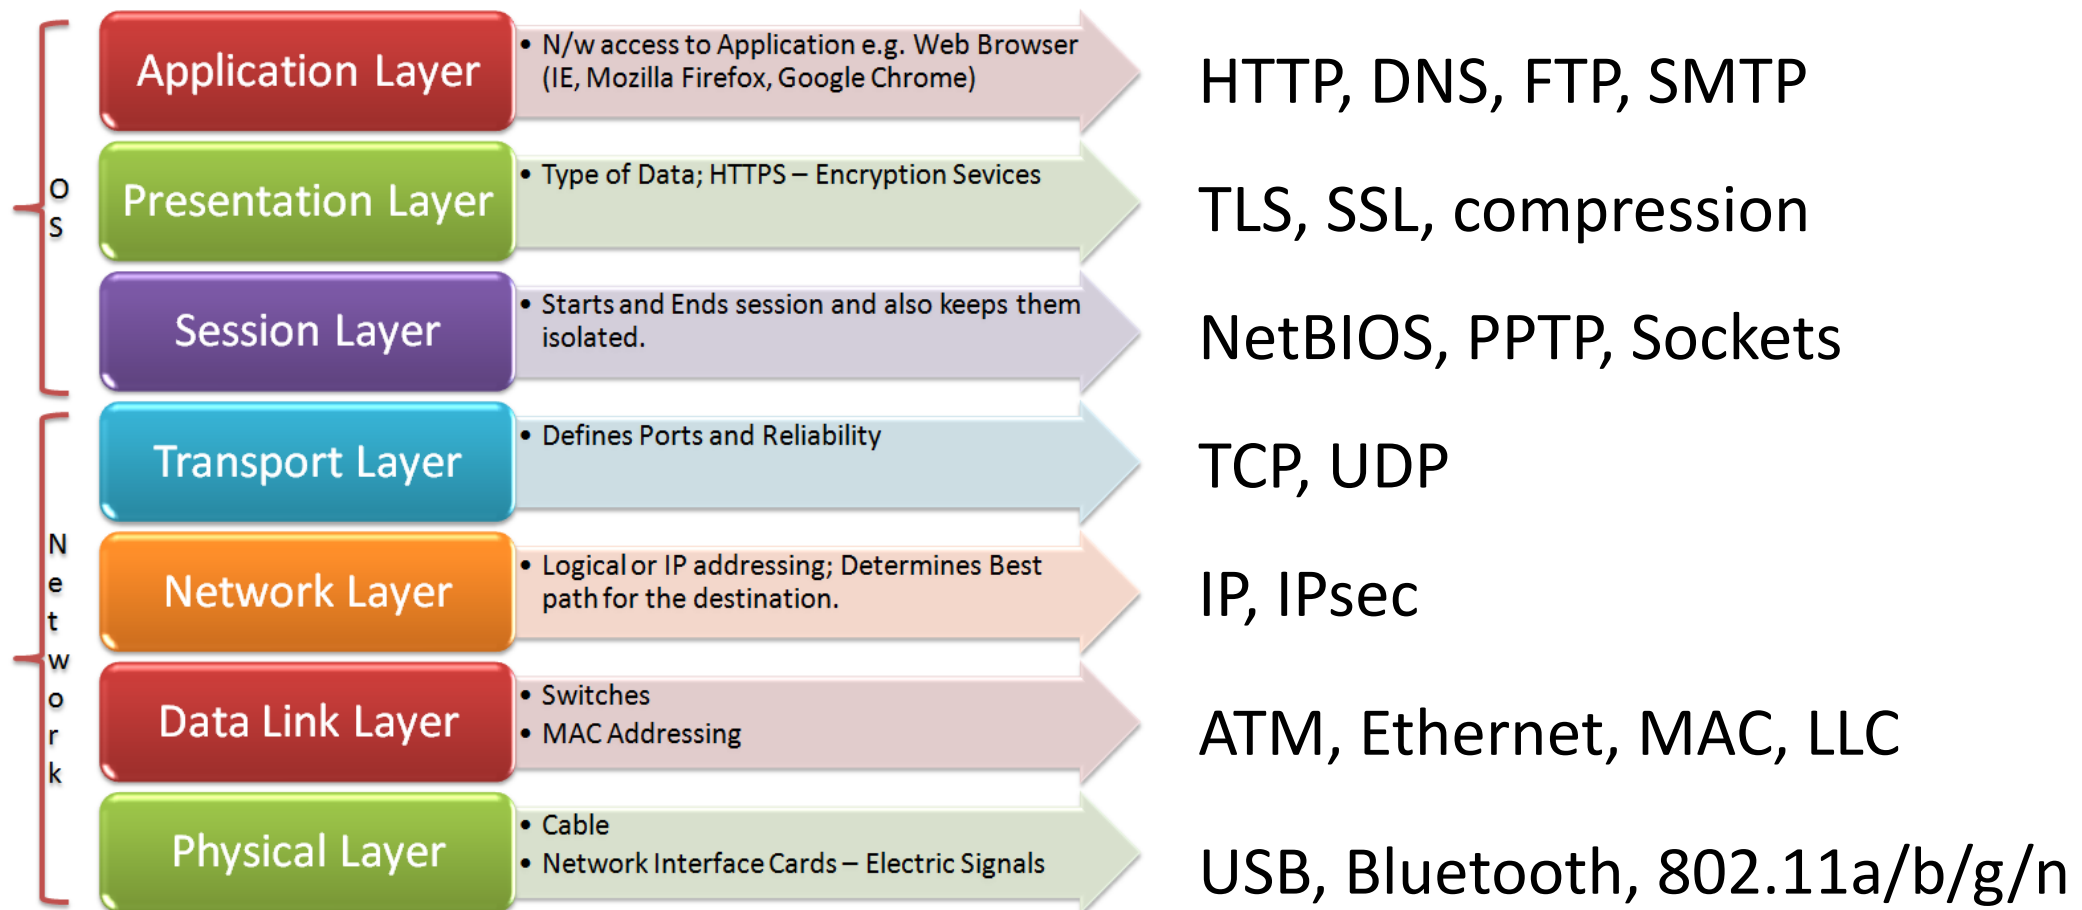 OS
Application Layer
• N/w access to Application e.g. Web Browser
(IE, Mozilla Firefox, Google Chrome)
HTTP, DNS, FTP, SMTP
Presentation Layer
• Type of Data; HTTPS – Encryption Sevices
TLS, SSL, compression
Session Layer
• Starts and Ends session and also keeps them
isolated.
NetBIOS, PPTP, Sockets
Network
Transport Layer
• Defines Ports and Reliability
TCP, UDP
Network Layer
• Logical or IP addressing; Determines Best
path for the destination.
IP, IPsec
Data Link Layer
• Switches
• MAC Addressing
ATM, Ethernet, MAC, LLC
Physical Layer
• Cable
• Network Interface Cards – Electric Signals
USB, Bluetooth, 802.11a/b/g/n